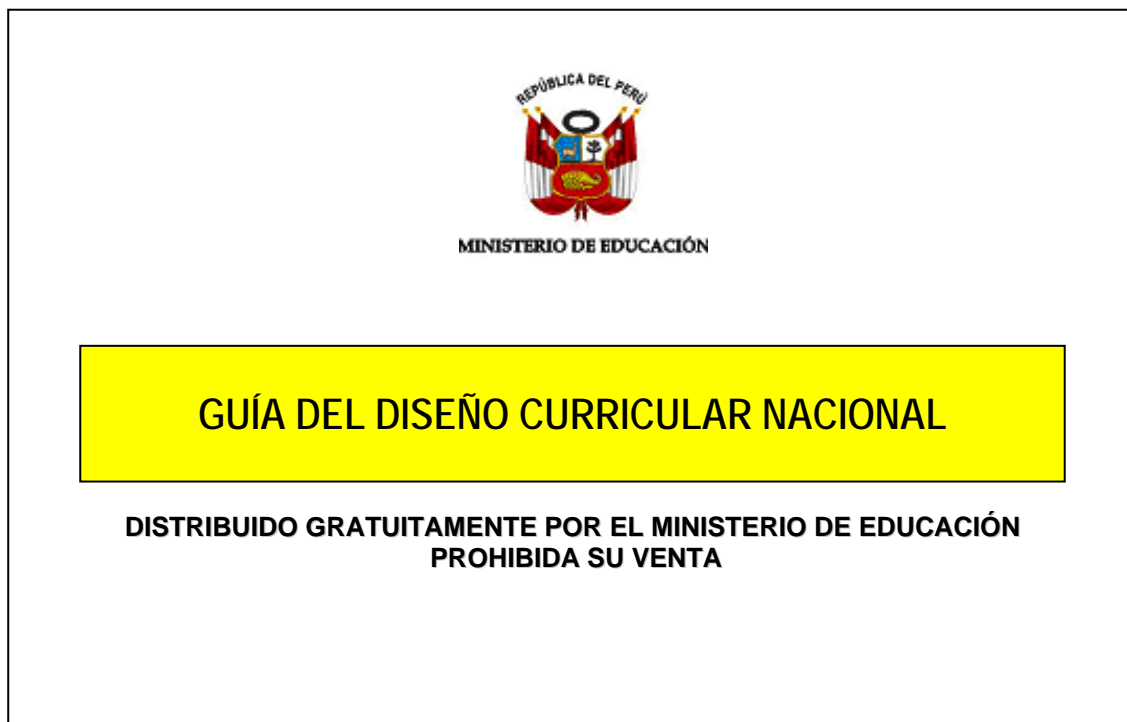 REPÚBLICA DEL PERÚ
MINISTERIO DE EDUCACIÓN
GUÍA DEL DISEÑO CURRICULAR NACIONAL
DISTRIBUIDO GRATUITAMENTE POR EL MINISTERIO DE EDUCACIÓN
PROHIBIDA SU VENTA